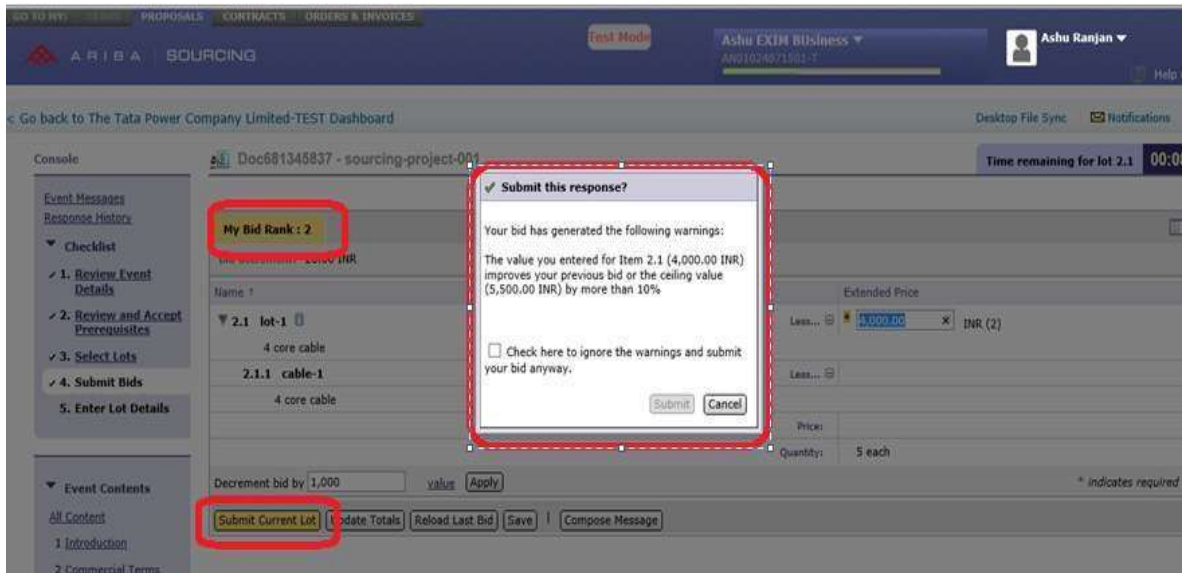 GO TO MY: PROPOSALS CONTRACTS ORDERS & INVOICES
ARIBA SOURCING
Test Mode
Ashu EXIM BUsiness
Ashu Ranjan
Help
< Go back to The Tata Power Company Limited-TEST Dashboard
Desktop File Sync Notifications
Console
Doc681345837 - sourcing-project-001
Time remaining for lot 2.1
Event Messages
Response History
Checklist
1. Review Event Details
2. Review and Accept Prerequisites
3. Select Lots
4. Submit Bids
5. Enter Lot Details
Event Contents
All Content
1 Introduction
2 Commercial Terms
My Bid Rank : 2
INR
Name ↑
Extended Price
2.1 lot-1
Less...
* 4,000.00 X INR (2)
4 core cable
2.1.1 cable-1
Less...
4 core cable
Price:
Quantity: 5 each
Decrement bid by 1,000 value Apply
* indicates required
Submit Current Lot Update Totals Reload Last Bid Save | Compose Message
✓ Submit this response?
Your bid has generated the following warnings:
The value you entered for Item 2.1 (4,000.00 INR)
improves your previous bid or the ceiling value
(5,500.00 INR) by more than 10%
Check here to ignore the warnings and submit
your bid anyway.
Submit Cancel